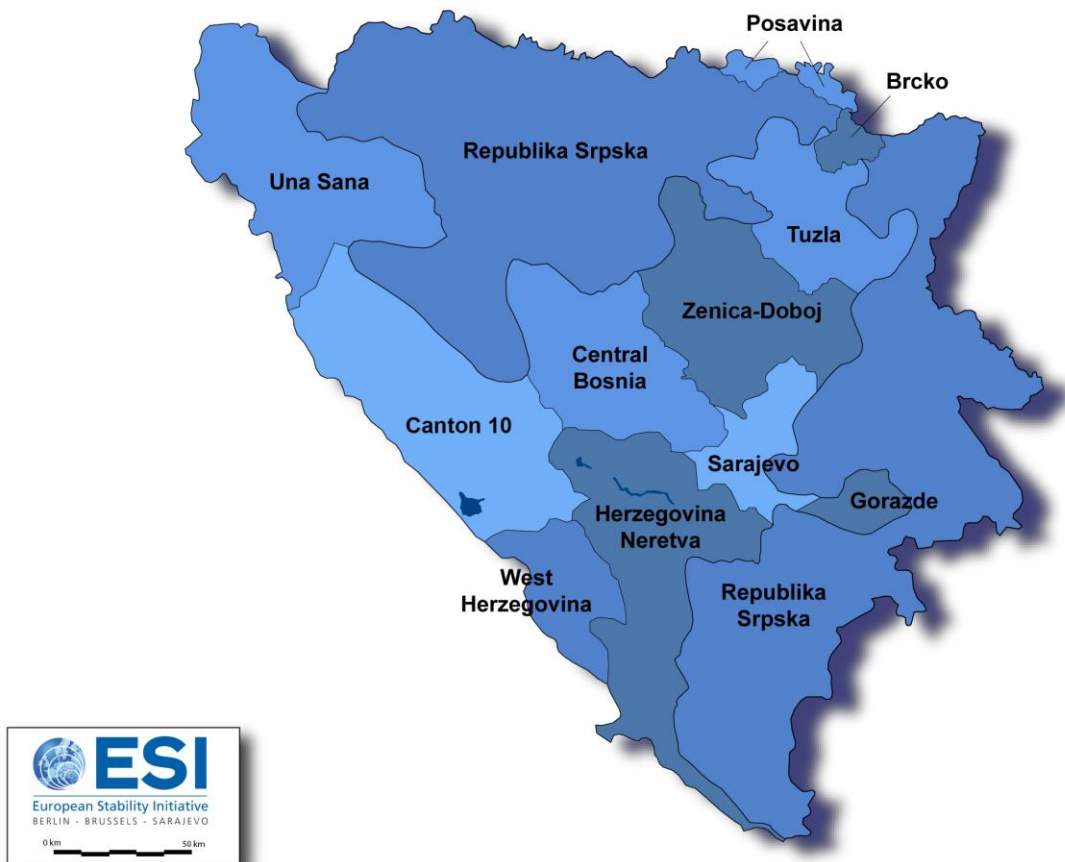 Posavina
Brcko
Republika Srpska
Una Sana
Tuzla
Zenica-Doboj
Central
Bosnia
Canton 10
Sarajevo
Gorazde
Herzegovina
Neretva
West
Herzegovina
Republika
Srpska
ESI
European Stability Initiative
BERLIN - BRUSSELS - SARAJEVO
0 km 50 km